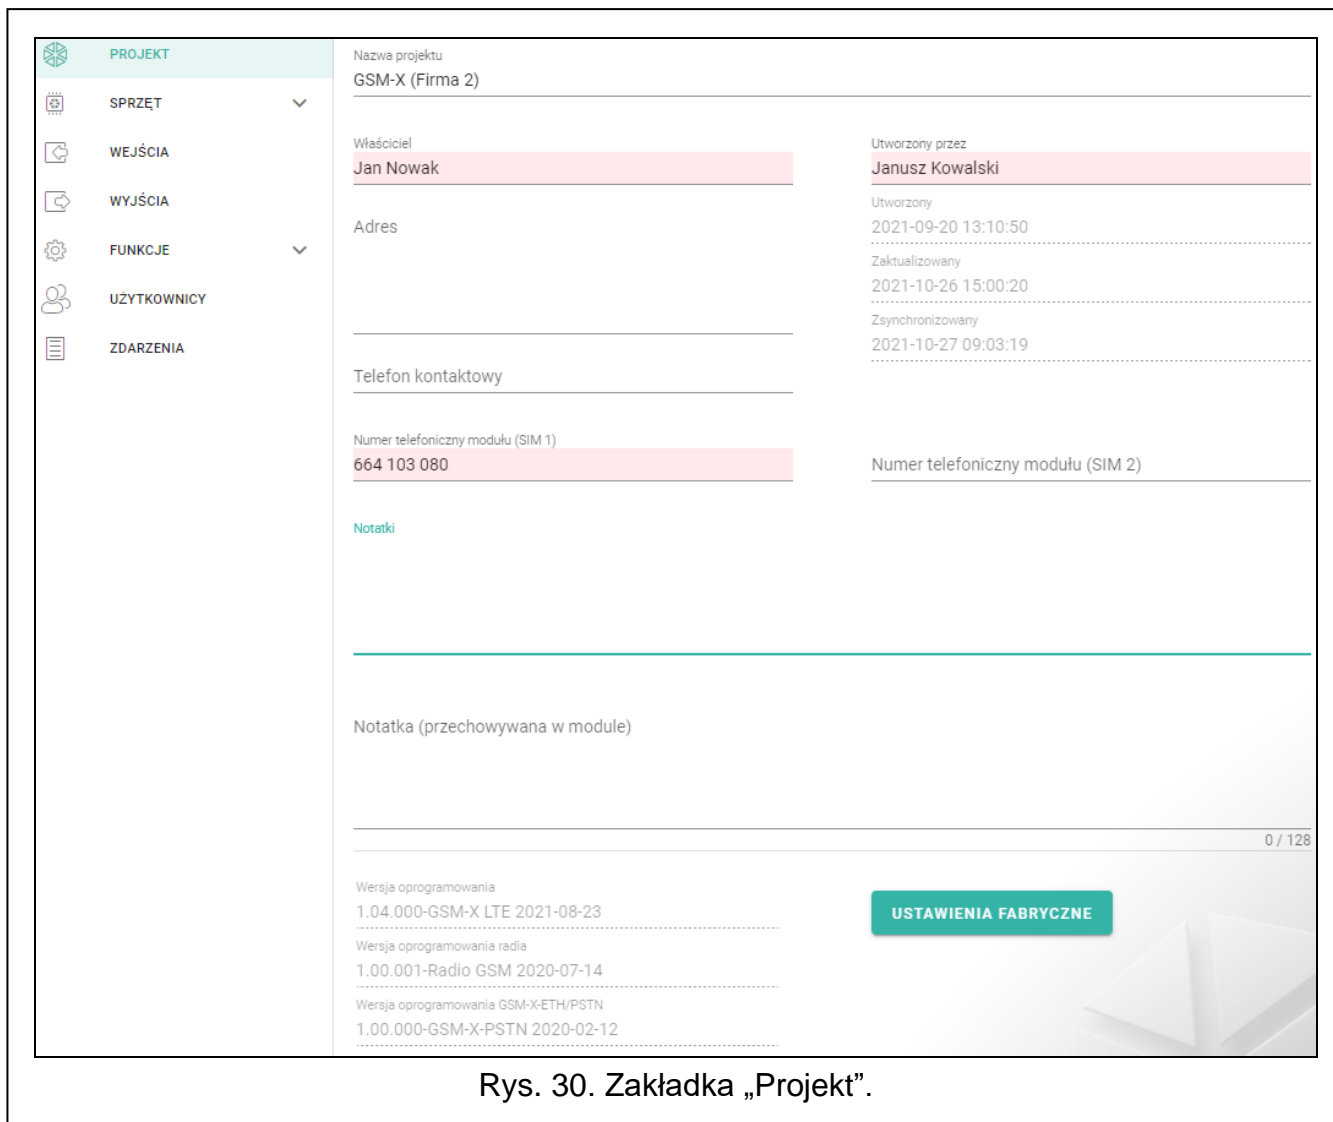 PROJEKT
SPRZĘT
WEJŚCIA
WYJŚCIA
FUNKCJE
UŻYTKOWNICY
ZDARZENIA
Nazwa projektu
GSM-X (Firma 2)
Właściciel
Jan Nowak
Utworzony przez
Janusz Kowalski
Adres
Utworzony
2021-09-20 13:10:50
Zaktualizowany
2021-10-26 15:00:20
Zsynchronizowany
2021-10-27 09:03:19
Telefon kontaktowy
Numer telefoniczny modułu (SIM 1)
664 103 080
Numer telefoniczny modułu (SIM 2)
Notatki
Notatka (przechowywana w module)
0 / 128
Wersja oprogramowania
1.04.000-GSM-X LTE 2021-08-23
USTAWIENIA FABRYCZNE
Wersja oprogramowania radia
1.00.001-Radio GSM 2020-07-14
Wersja oprogramowania GSM-X-ETH/PSTN
1.00.000-GSM-X-PSTN 2020-02-12
Rys. 30. Zakładka „Projekt”.